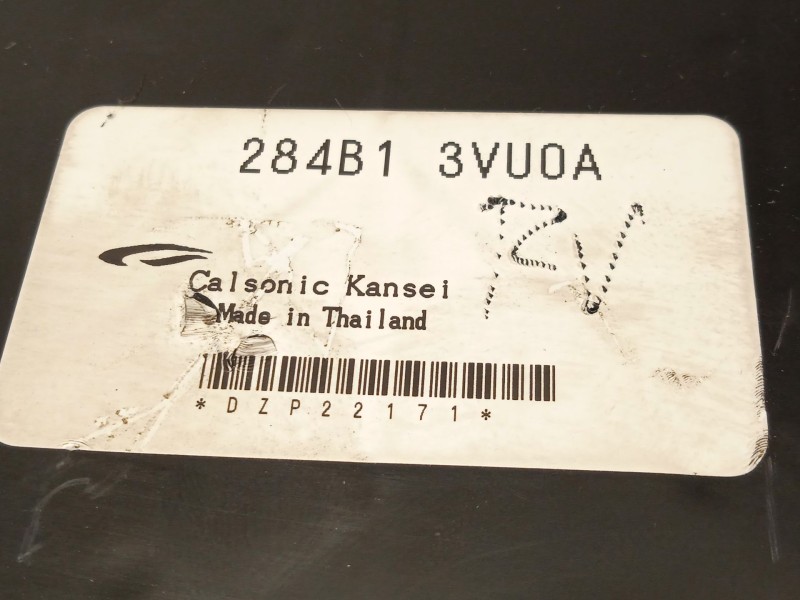 284B1 3VU0A
Calsonic Kansei
Made in Thailand
*DZP22171*